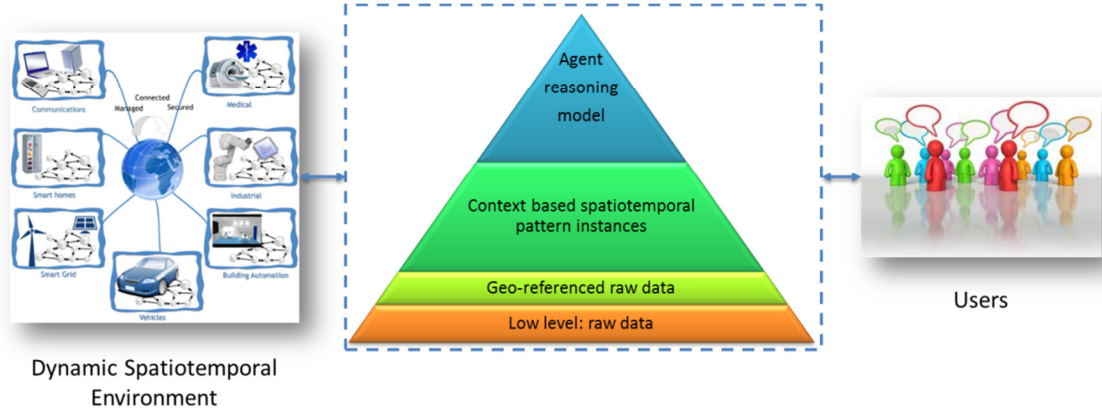 Communications
Connected
Managed
Secured
Medical
Smart homes
Industrial
Smart Grid
Building Automation
Vehicles
Dynamic Spatiotemporal
Environment
Agent
reasoning
model
Context based spatiotemporal
pattern instances
Geo-referenced raw data
Low level: raw data
Users